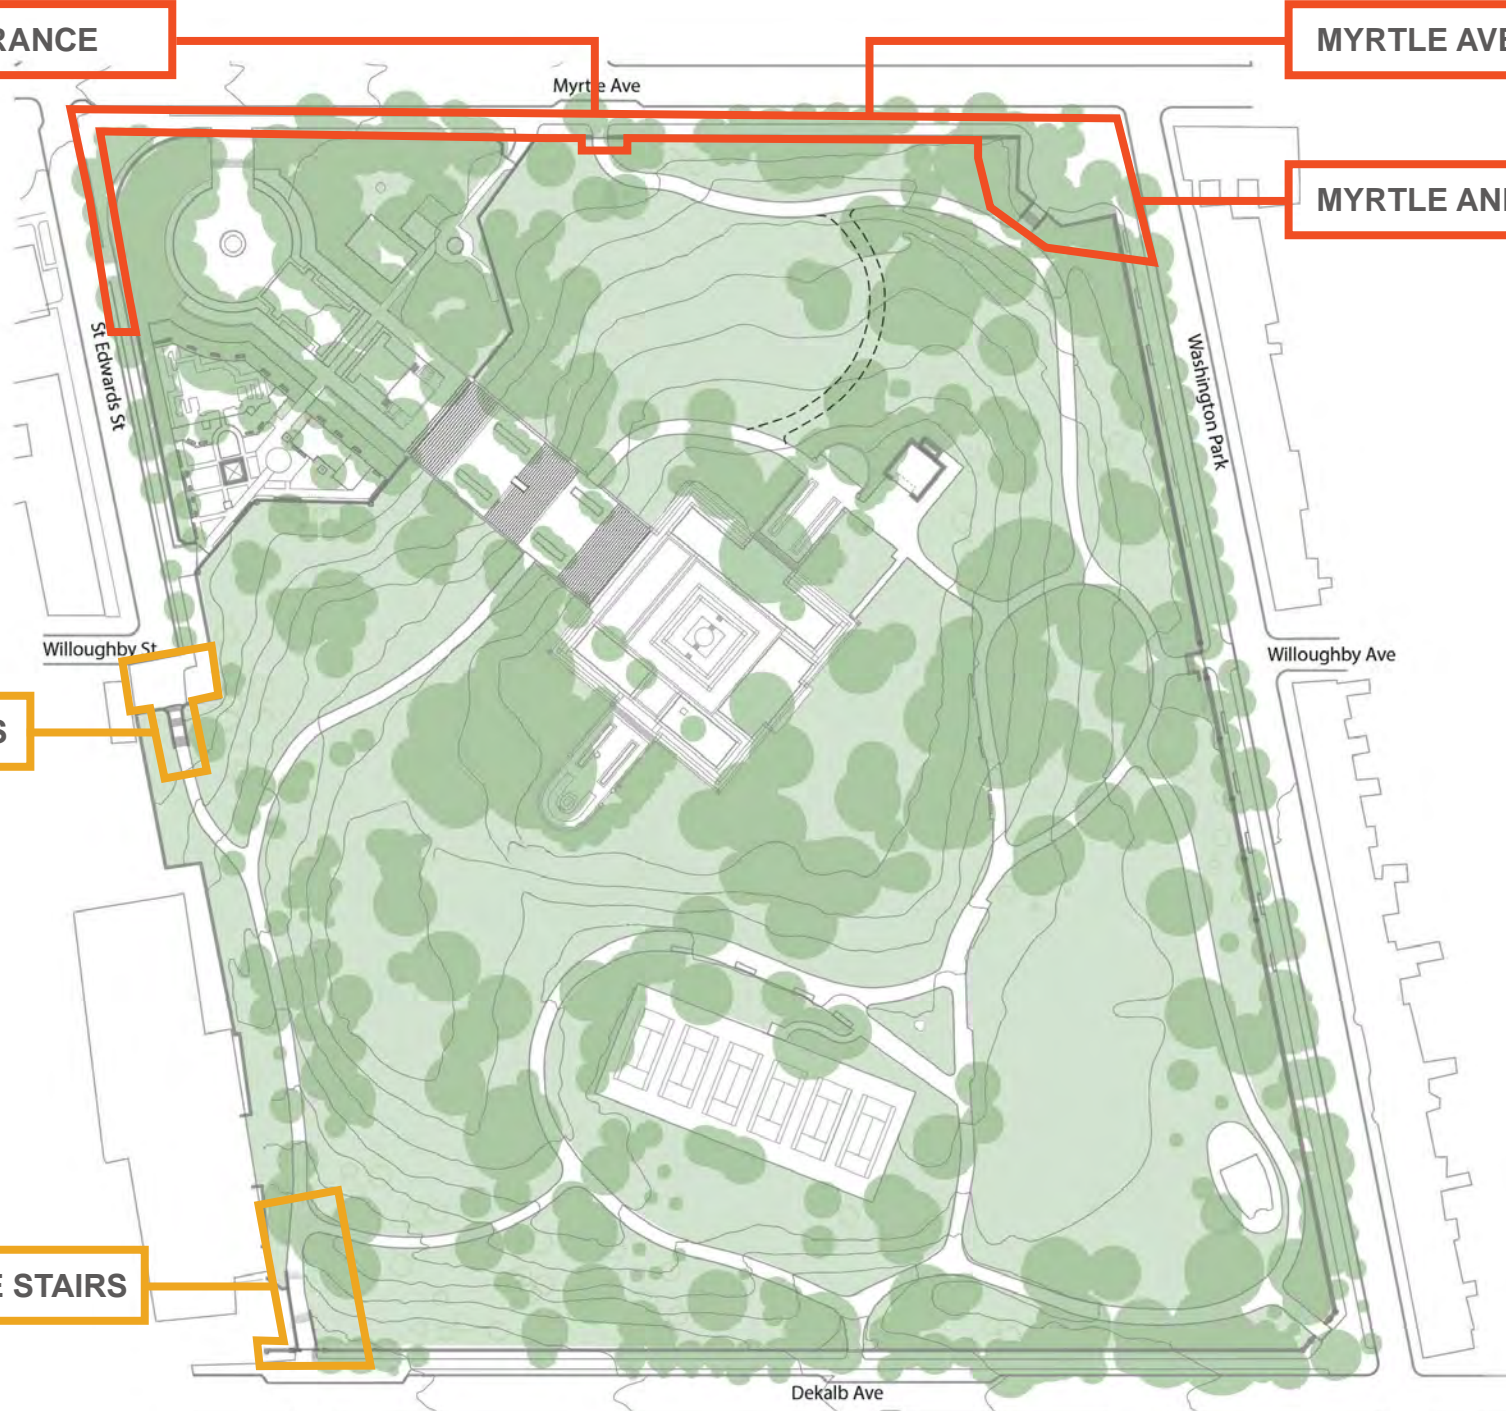 RANCE
MYRTLE AVE
Myrtle Ave
MYRTLE AN
St Edwards St
Washington Park
Willoughby St
Willoughby Ave
S
E STAIRS
Dekalb Ave